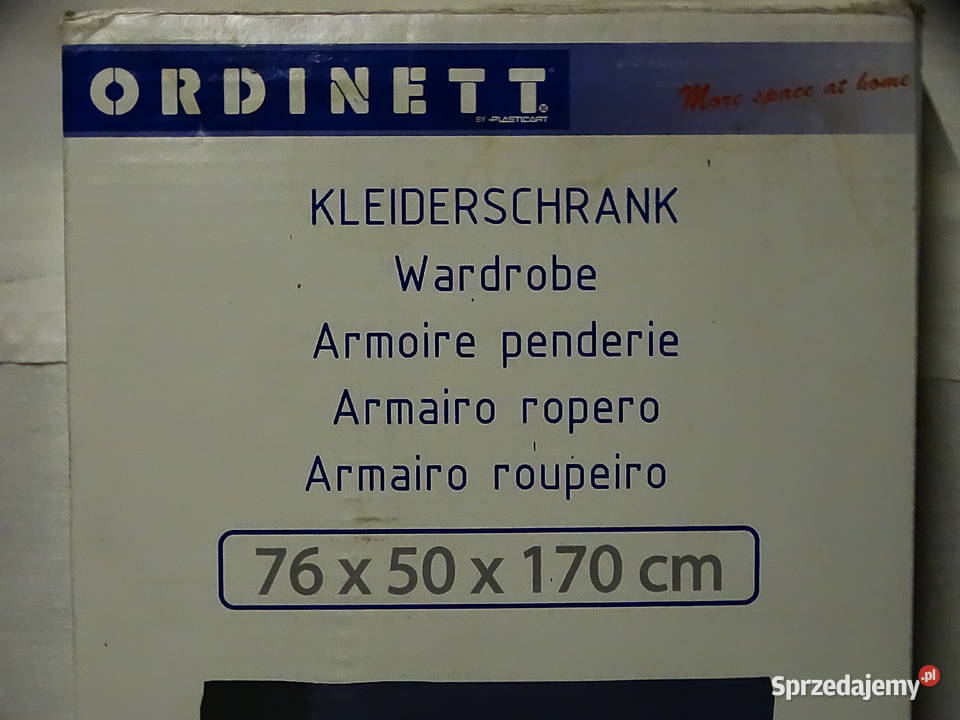 ORDINETT
BY PLASTICART
More space at home
KLEIDERSCHRANK
Wardrobe
Armoire penderie
Armairo ropero
Armairo roupeiro
76 x 50 x 170 cm
Sprzedajemy.pl